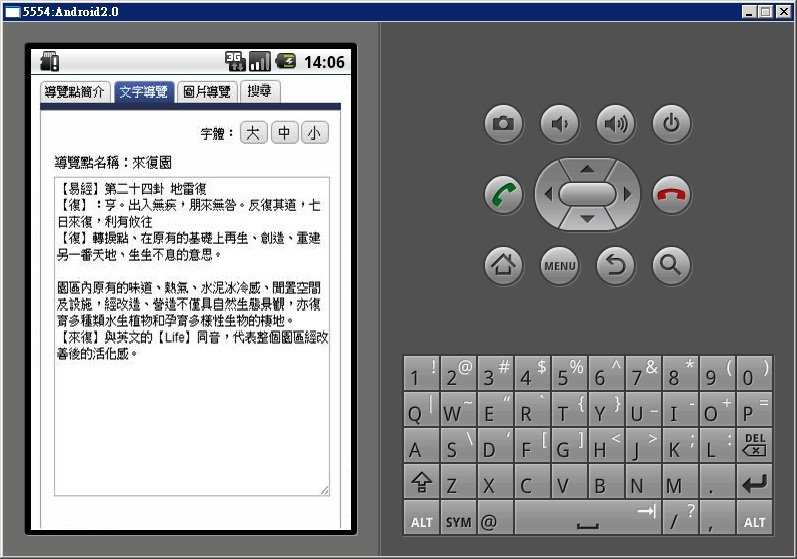 5554:Android2.0
3G
14:06
導覽點簡介 文字導覽 圖片導覽 搜尋
字體： 大 中 小
導覽點名稱：來復園
【易經】第二十四卦 地雷復
【復】：亨。出入無疾，朋來無咎。反復其道，七
日來復，利有攸往
【復】轉捩點、在原有的基礎上再生、創造、重建
另一番天地、生生不息的意思。
園區內原有的味道、熱氣、水泥冰冷感、閒置空間
及設施，經改造、營造不僅具自然生態景觀，亦復
育多種類水生植物和孕育多樣性生物的棲地。
【來復】與英文的【Life】同音，代表整個園區經改
善後的活化感。
MENU
1 ! 2 @ 3 # 4 $ 5 % 6 ^ 7 & 8 * 9 ( 0 )
Q | W ~ E “ R ` T { Y } U _ I - O + P =
A S \ D ‘ F [ G ] H < J > K ; L : DEL
Z X C V B N M .
ALT SYM @ / ? , ALT